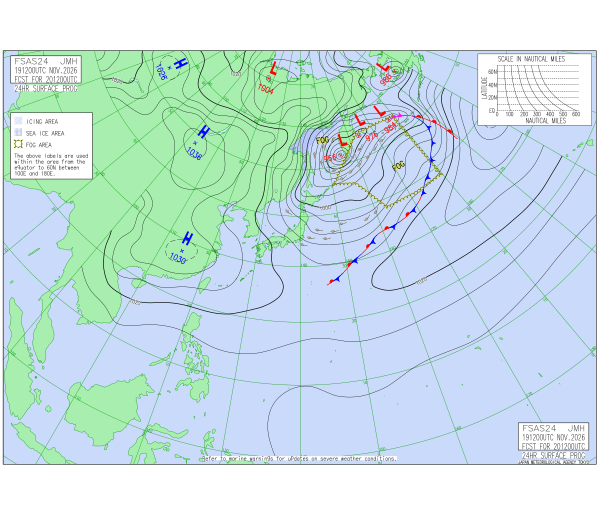 FSAS24 JMH
191200UTC NOV.2026
FCST FOR 201200UTC
24HR SURFACE PROG
ICING AREA
SEA ICE AREA
FOG AREA
The above labels are used
within the area from the
equator to 60N between
100E and 180E.
SCALE IN NAUTICAL MILES
LATITUDE
60N
40N
20N
EQ
0 100 200 300 400 500 600
NAUTICAL MILES
H
1026
L
1004
L
H
1036
L
L
976
L
FOG
FOG
H
1030
Refer to marine warnings for updates on severe weather conditions.
FSAS24 JMH
191200UTC NOV.2026
FCST FOR 201200UTC
24HR SURFACE PROG
JAPAN METEOROLOGICAL AGENCY TOKYO